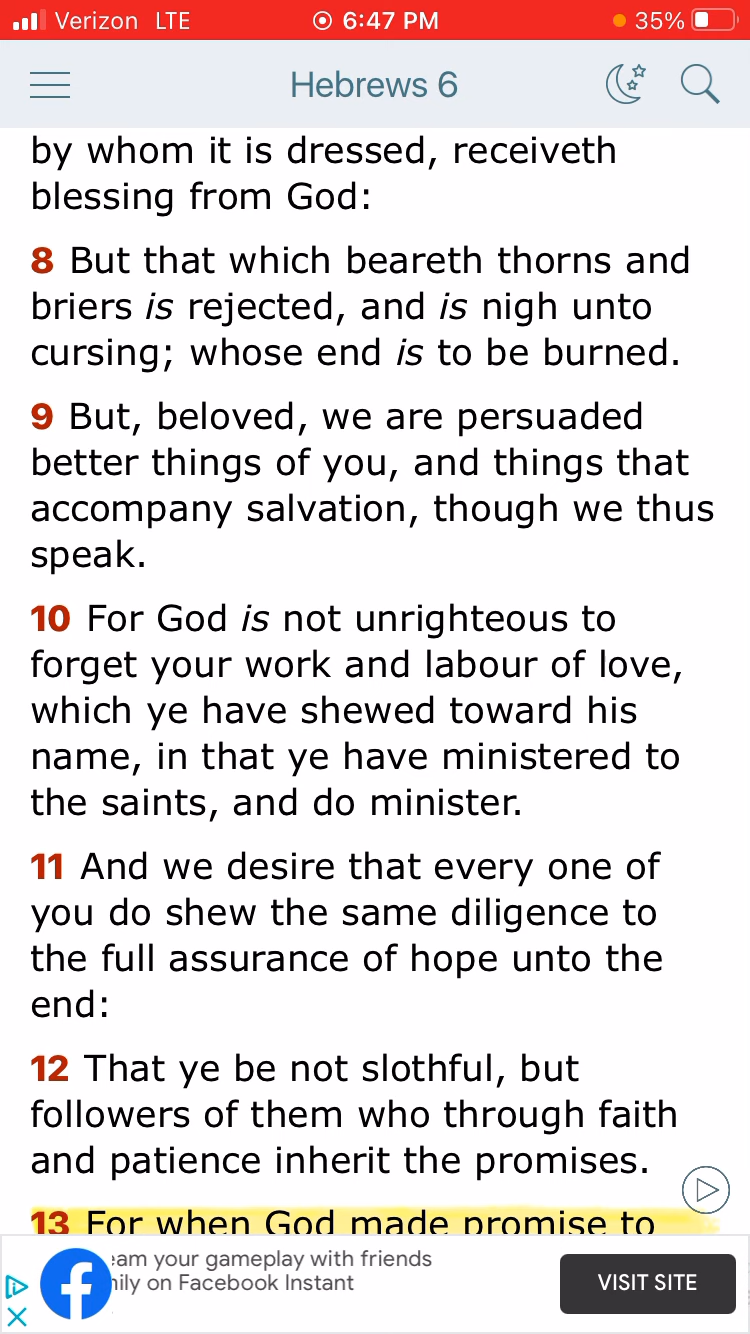 Verizon LTE 6:47 PM 35%
Hebrews 6
by whom it is dressed, receiveth
blessing from God:
8 But that which beareth thorns and
briers is rejected, and is nigh unto
cursing; whose end is to be burned.
9 But, beloved, we are persuaded
better things of you, and things that
accompany salvation, though we thus
speak.
10 For God is not unrighteous to
forget your work and labour of love,
which ye have shewed toward his
name, in that ye have ministered to
the saints, and do minister.
11 And we desire that every one of
you do shew the same diligence to
the full assurance of hope unto the
end:
12 That ye be not slothful, but
followers of them who through faith
and patience inherit the promises.
13 For when God made promise to
your gameplay with friends
on Facebook Instant
VISIT SITE